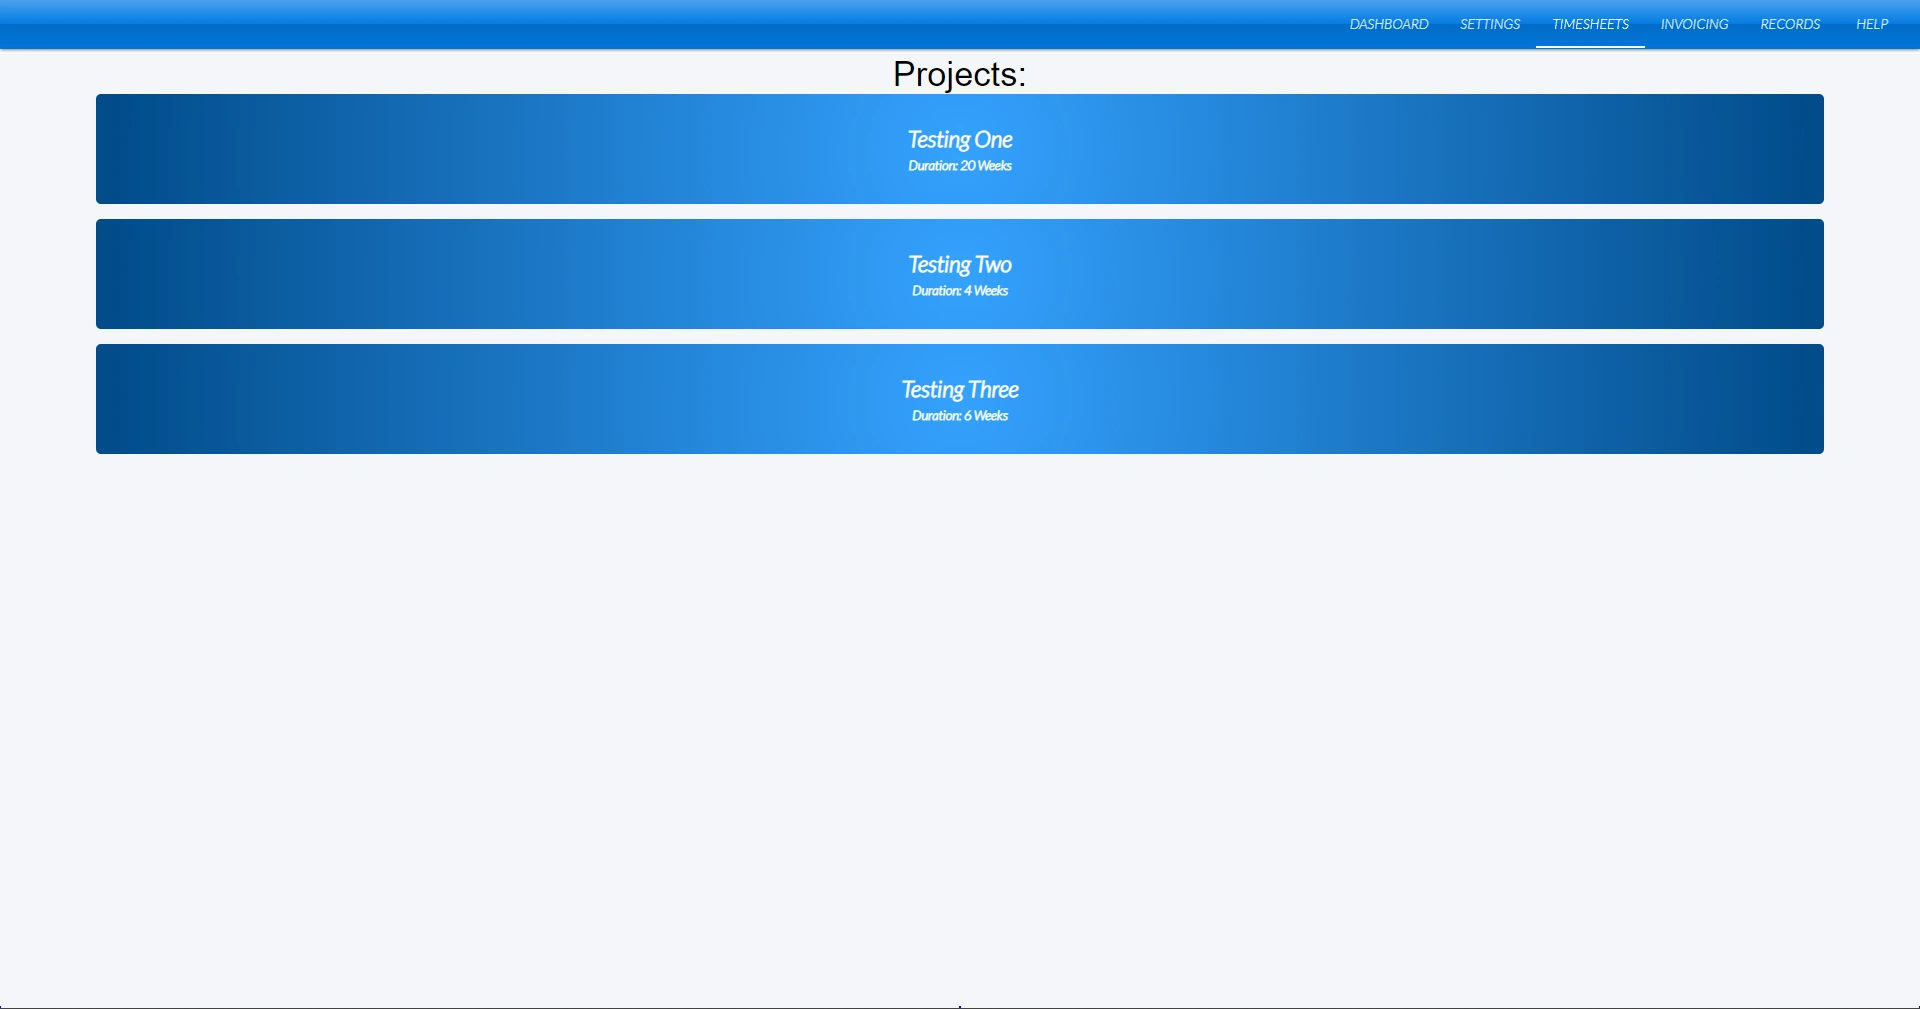 DASHBOARD SETTINGS TIMESHEETS INVOICING RECORDS HELP
Projects:
Testing One
Duration: 20 Weeks
Testing Two
Duration: 4 Weeks
Testing Three
Duration: 6 Weeks